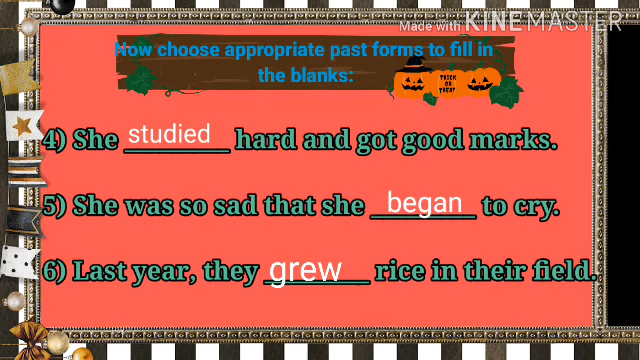 Made with KINEMASTER
Now choose appropriate past forms to fill in
the blanks:
TRICK
OR
TREAT
4) She studied hard and got good marks.
5) She was so sad that she began to cry.
6) Last year, they grew rice in their field.